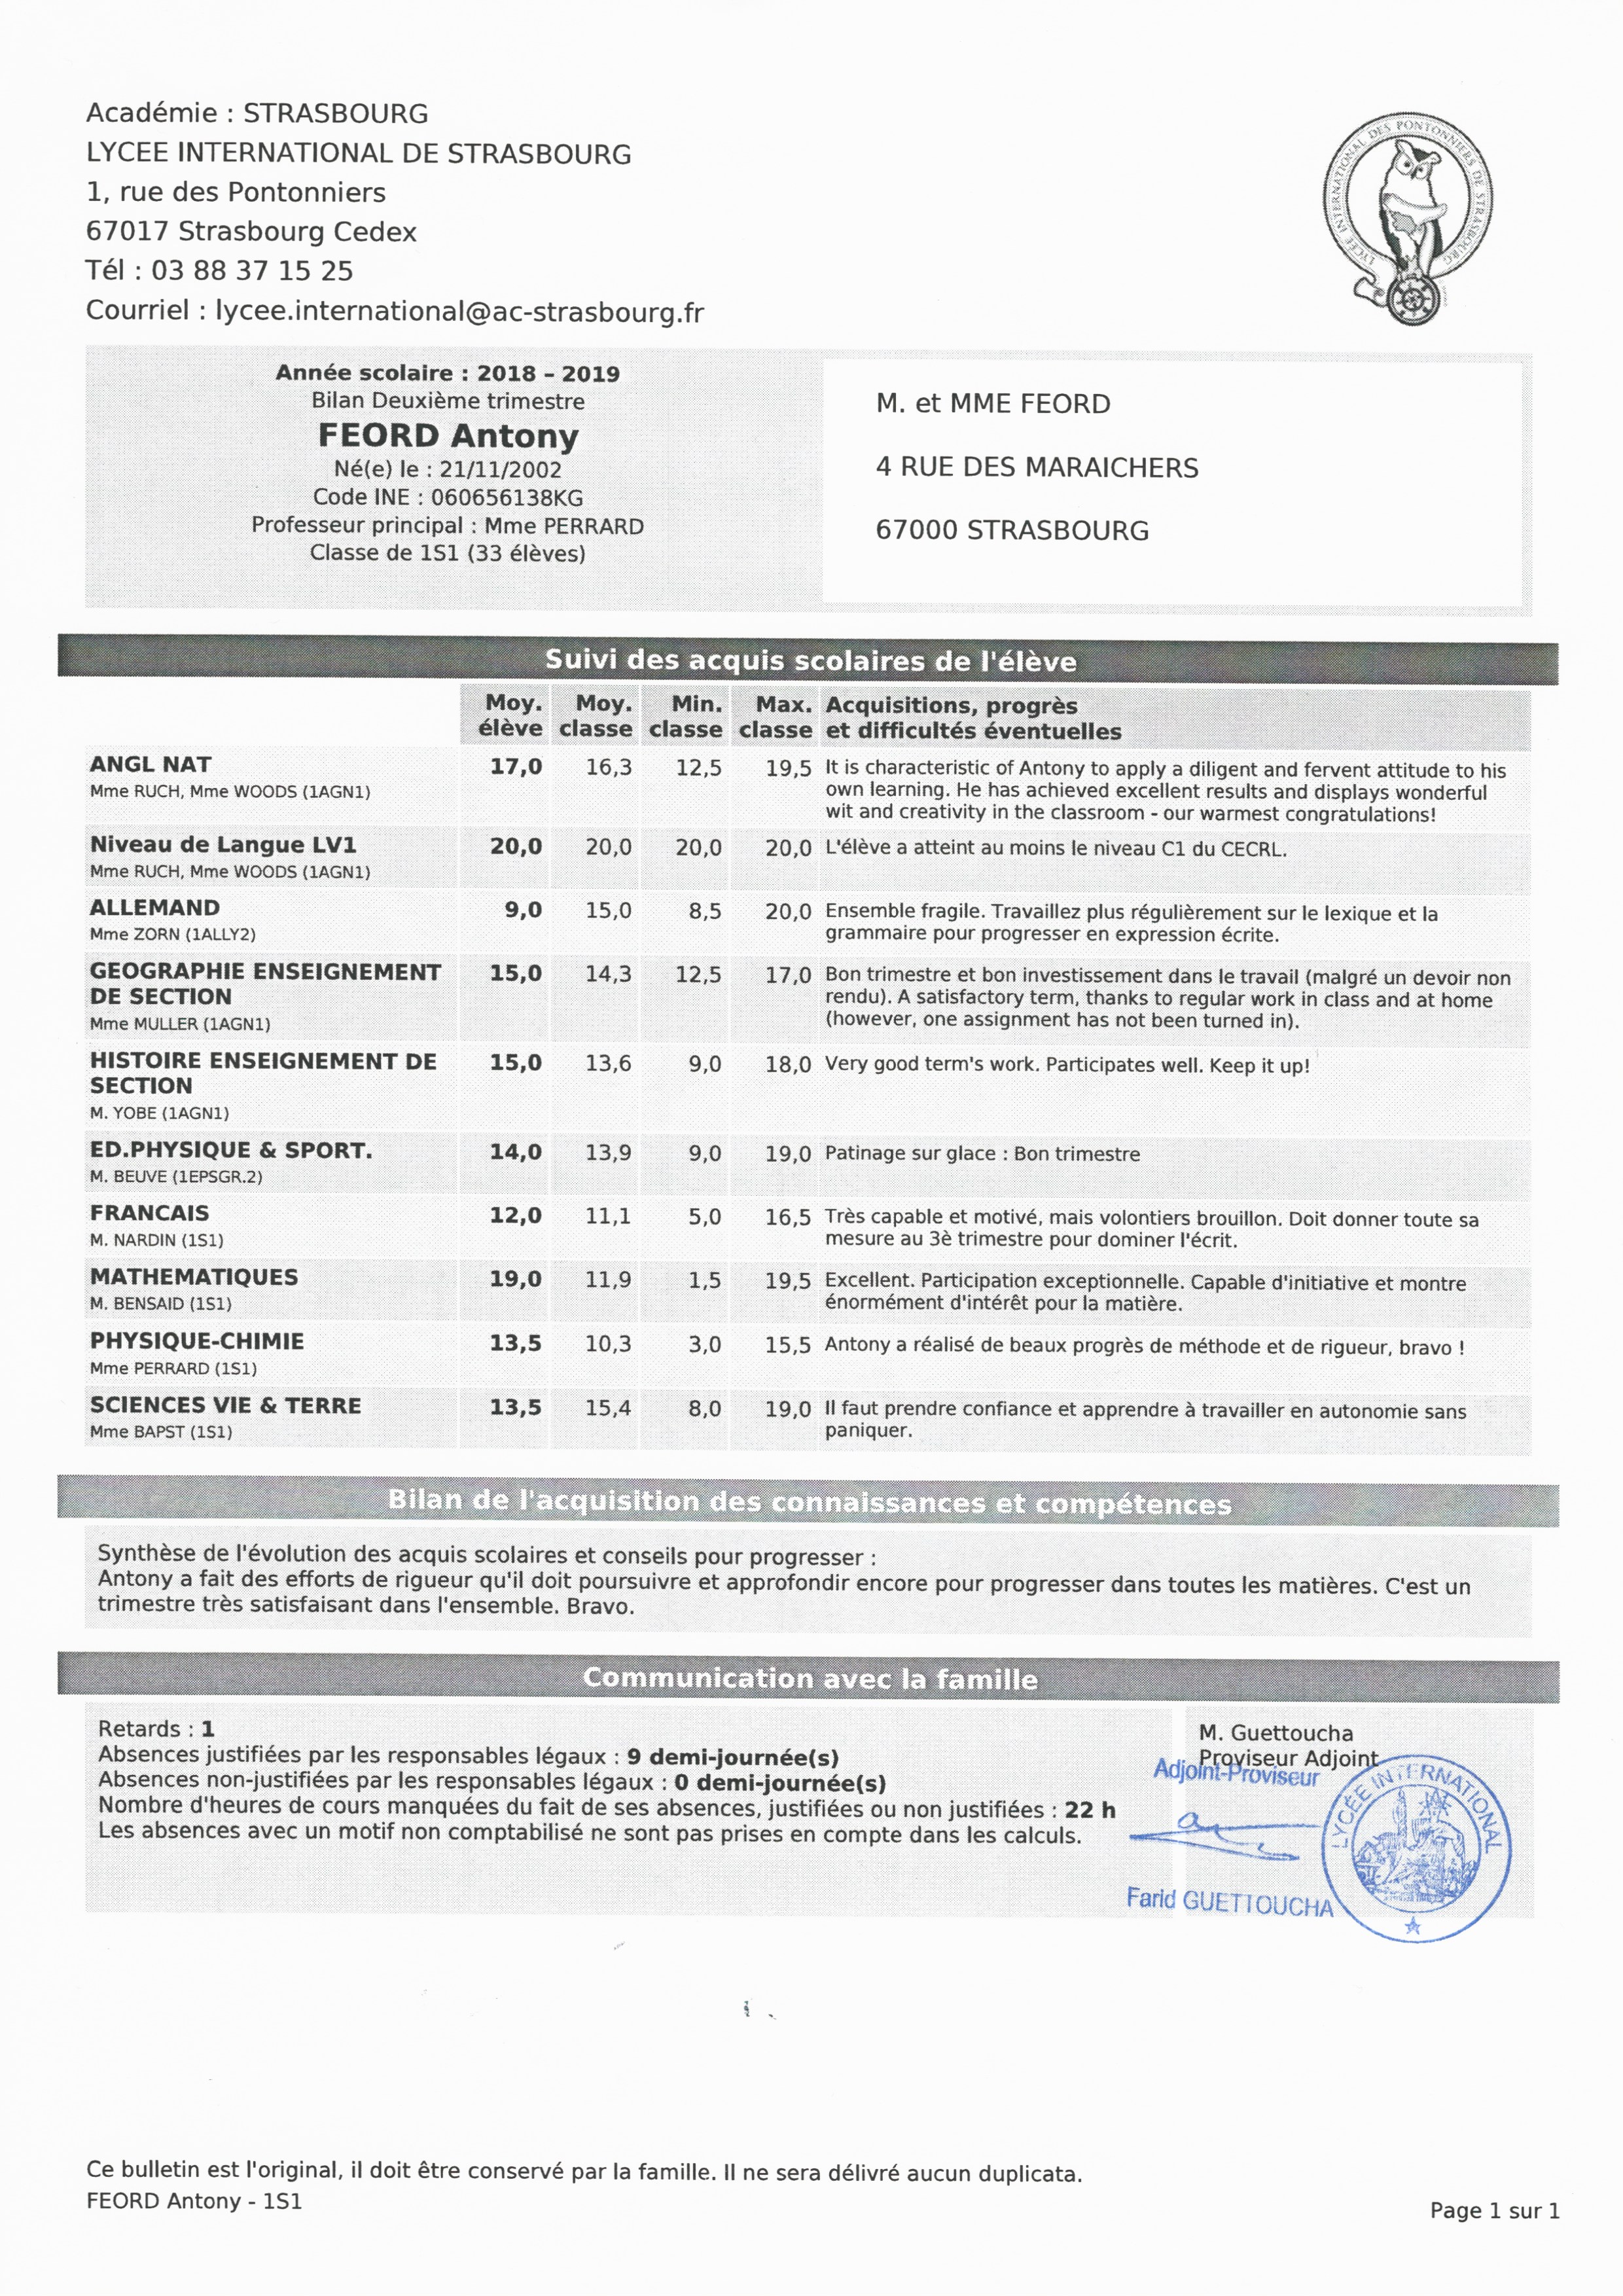 Académie : STRASBOURG
LYCEE INTERNATIONAL DE STRASBOURG
1, rue des Pontonniers
67017 Strasbourg Cedex
Tél : 03 88 37 15 25
Courriel : lycee.international@ac-strasbourg.fr
LYCÉE INTERNATIONAL DES PONTONNIERS DE STRASBOURG
Année scolaire : 2018 – 2019
Bilan Deuxième trimestre
FEORD Antony
Né(e) le : 21/11/2002
Code INE : 060656138KG
Professeur principal : Mme PERRARD
Classe de 1S1 (33 élèves)
M. et MME FEORD
4 RUE DES MARAICHERS
67000 STRASBOURG
Suivi des acquis scolaires de l'élève
Moy. Moy. Min. Max. Acquisitions, progrès
élève classe classe classe et difficultés éventuelles
ANGL NAT 17,0 16,3 12,5 19,5 It is characteristic of Antony to apply a diligent and fervent attitude to his
Mme RUCH, Mme WOODS (1AGN1) own learning. He has achieved excellent results and displays wonderful
wit and creativity in the classroom - our warmest congratulations!
Niveau de Langue LV1 20,0 20,0 20,0 20,0 L'élève a atteint au moins le niveau C1 du CECRL.
Mme RUCH, Mme WOODS (1AGN1)
ALLEMAND 9,0 15,0 8,5 20,0 Ensemble fragile. Travaillez plus régulièrement sur le lexique et la
Mme ZORN (1ALLY2) grammaire pour progresser en expression écrite.
GEOGRAPHIE ENSEIGNEMENT 15,0 14,3 12,5 17,0 Bon trimestre et bon investissement dans le travail (malgré un devoir non
DE SECTION rendu). A satisfactory term, thanks to regular work in class and at home
Mme MULLER (1AGN1) (however, one assignment has not been turned in).
HISTOIRE ENSEIGNEMENT DE 15,0 13,6 9,0 18,0 Very good term's work. Participates well. Keep it up!
SECTION
M. YOBE (1AGN1)
ED.PHYSIQUE & SPORT. 14,0 13,9 9,0 19,0 Patinage sur glace : Bon trimestre
M. BEUVE (1EPSGR.2)
FRANCAIS 12,0 11,1 5,0 16,5 Très capable et motivé, mais volontiers brouillon. Doit donner toute sa
M. NARDIN (1S1) mesure au 3è trimestre pour dominer l'écrit.
MATHEMATIQUES 19,0 11,9 1,5 19,5 Excellent. Participation exceptionnelle. Capable d'initiative et montre
M. BENSAID (1S1) énormément d'intérêt pour la matière.
PHYSIQUE-CHIMIE 13,5 10,3 3,0 15,5 Antony a réalisé de beaux progrès de méthode et de rigueur, bravo !
Mme PERRARD (1S1)
SCIENCES VIE & TERRE 13,5 15,4 8,0 19,0 Il faut prendre confiance et apprendre à travailler en autonomie sans
Mme BAPST (1S1) paniquer.
Bilan de l'acquisition des connaissances et compétences
Synthèse de l'évolution des acquis scolaires et conseils pour progresser :
Antony a fait des efforts de rigueur qu'il doit poursuivre et approfondir encore pour progresser dans toutes les matières. C'est un
trimestre très satisfaisant dans l'ensemble. Bravo.
Communication avec la famille
Retards : 1
Absences justifiées par les responsables légaux : 9 demi-journée(s)
Absences non-justifiées par les responsables légaux : 0 demi-journée(s)
Nombre d'heures de cours manquées du fait de ses absences, justifiées ou non justifiées : 22 h
Les absences avec un motif non comptabilisé ne sont pas prises en compte dans les calculs.
M. Guettoucha
Proviseur Adjoint
Adjoint-Proviseur
LYCÉE INTERNATIONAL
Farid GUETTOUCHA
Ce bulletin est l'original, il doit être conservé par la famille. Il ne sera délivré aucun duplicata.
FEORD Antony - 1S1
Page 1 sur 1